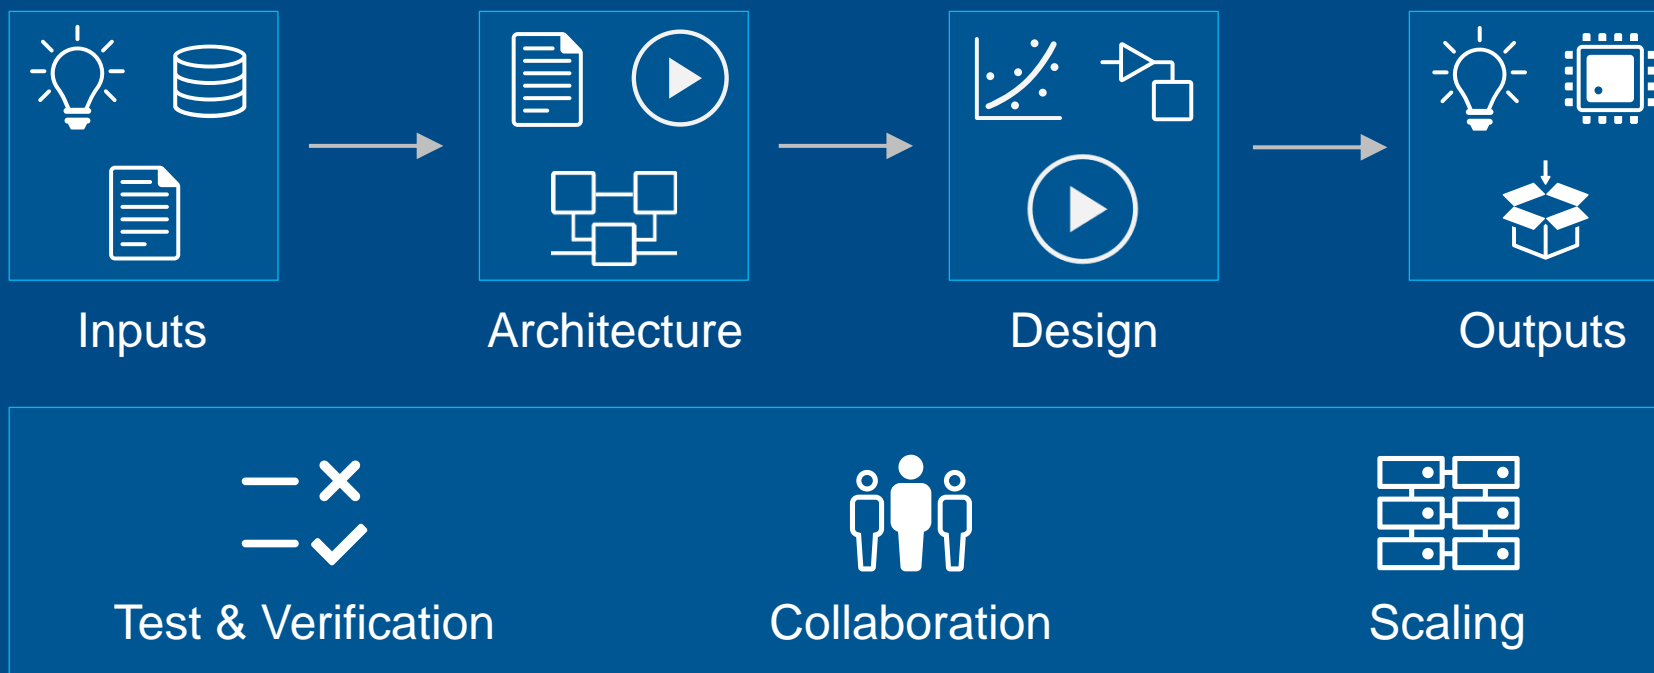 Inputs
Architecture
Design
Outputs
Test & Verification
Collaboration
Scaling